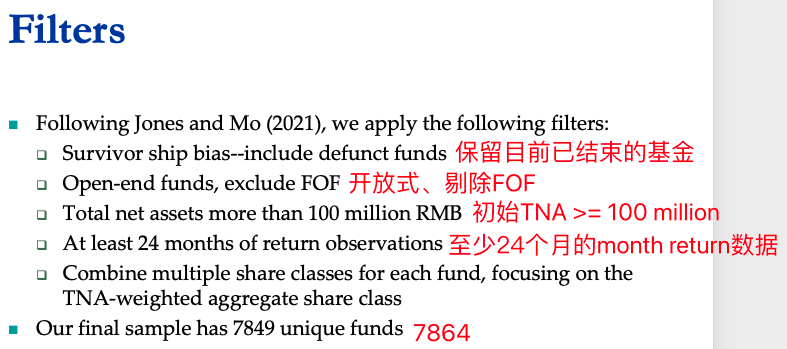 Filters
Following Jones and Mo (2021), we apply the following filters:
Survivor ship bias--include defunct funds 保留目前已结束的基金
Open-end funds, exclude FOF 开放式、剔除FOF
Total net assets more than 100 million RMB 初始TNA >= 100 million
At least 24 months of return observations 至少24个月的month return数据
Combine multiple share classes for each fund, focusing on the
TNA-weighted aggregate share class
Our final sample has 7849 unique funds 7864